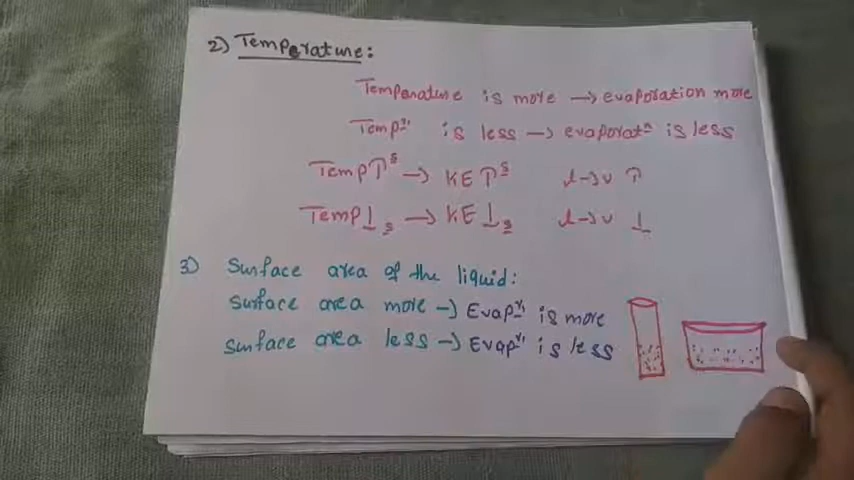 2) Temperature:
Temperature is more → evaporation more
Tempʳ is less → evaporatⁿ is less
Temp↑s → KE↑s l→v ↑
Temp↓s → KE↓s l→v ↓
3) Surface area of the liquid:
Surface area more → Evapⁿ is more
Surface area less → Evapⁿ is less